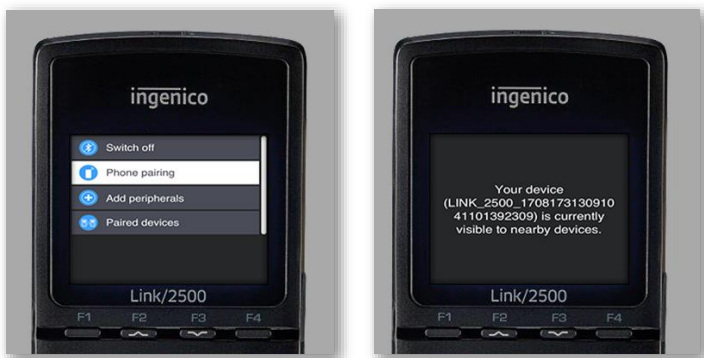 ingenico
Switch off
Phone pairing
Add peripherals
Paired devices
Link/2500
F1 F2 F3 F4
ingenico
Your device
(LINK_2500_1708173130910
41101392309) is currently
visible to nearby devices.
Link/2500
F1 F2 F3 F4